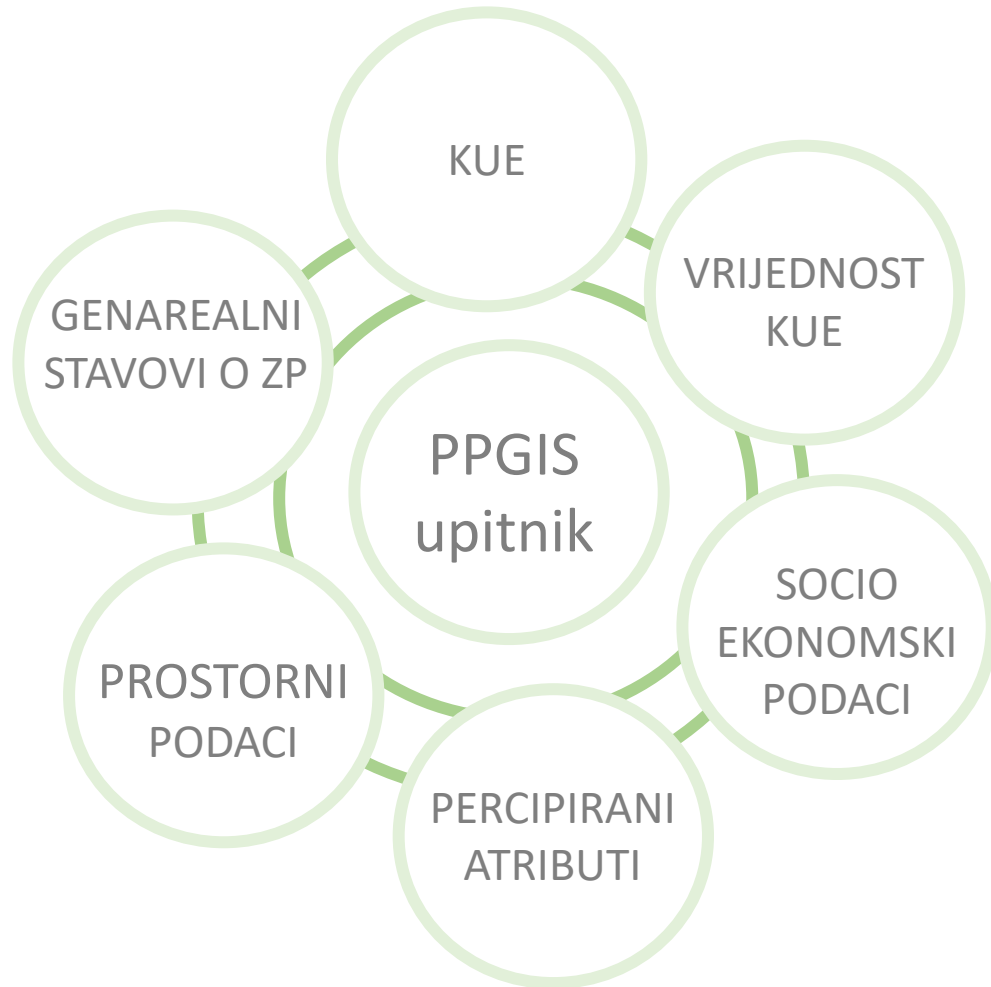 KUE
VRIJEDNOST
KUE
GENAREALNI
STAVOVI O ZP
PPGIS
upitnik
SOCIO
EKONOMSKI
PODACI
PROSTORNI
PODACI
PERCIPIRANI
ATRIBUTI